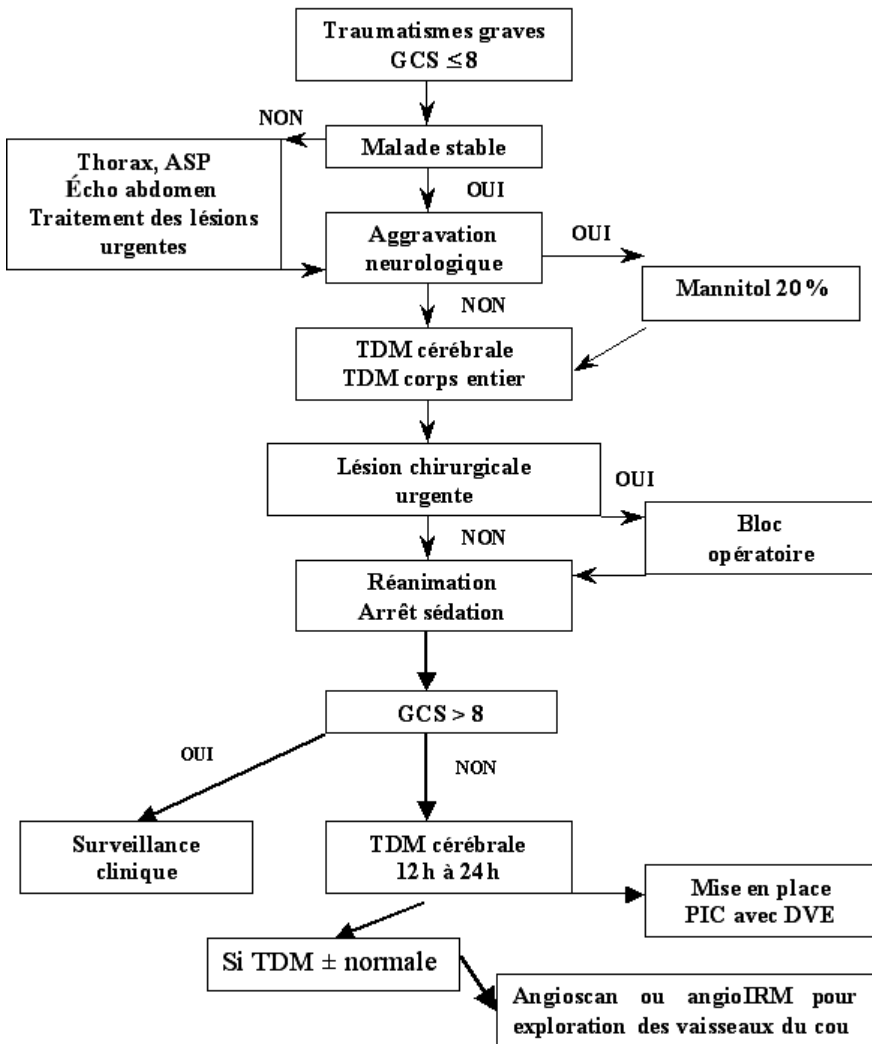 Traumatismes graves
GCS ≤ 8
NON
Malade stable
Thorax, ASP
Écho abdomen
Traitement des lésions
urgentes
OUI
Aggravation
neurologique
OUI
Mannitol 20 %
NON
TDM cérébrale
TDM corps entier
Lésion chirurgicale
urgente
OUI
Bloc
opératoire
NON
Réanimation
Arrêt sédation
GCS > 8
OUI
NON
Surveillance
clinique
TDM cérébrale
12 h à 24 h
Mise en place
PIC avec DVE
Si TDM ± normale
Angioscan ou angioIRM pour
exploration des vaisseaux du cou